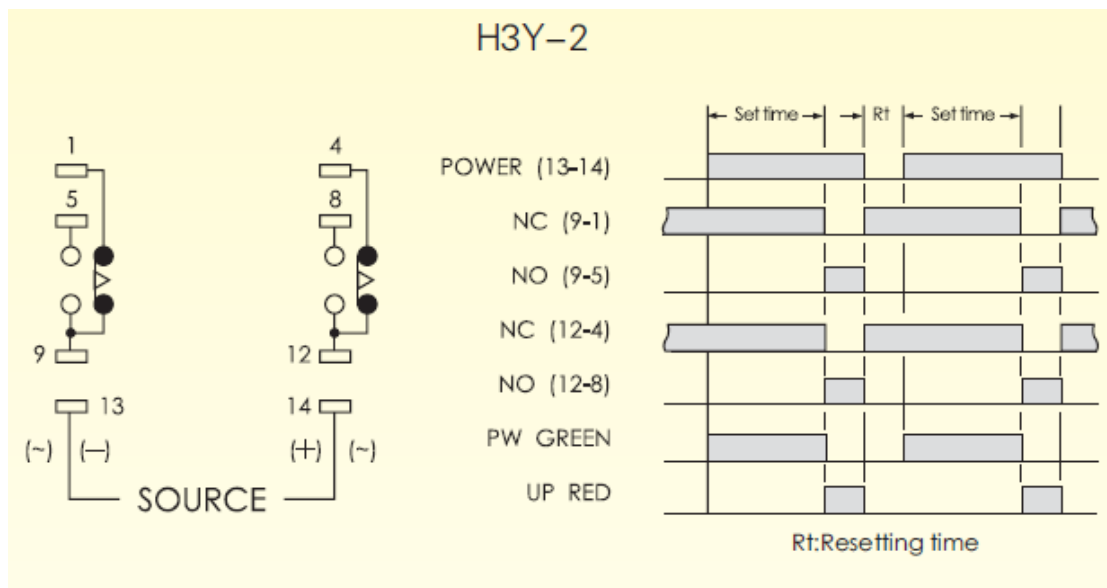 H3Y-2
1
4
5
8
9
12
13
14
(~) (—)
(+) (~)
SOURCE
Set time Rt Set time
POWER (13-14)
NC (9-1)
NO (9-5)
NC (12-4)
NO (12-8)
PW GREEN
UP RED
Rt:Resetting time